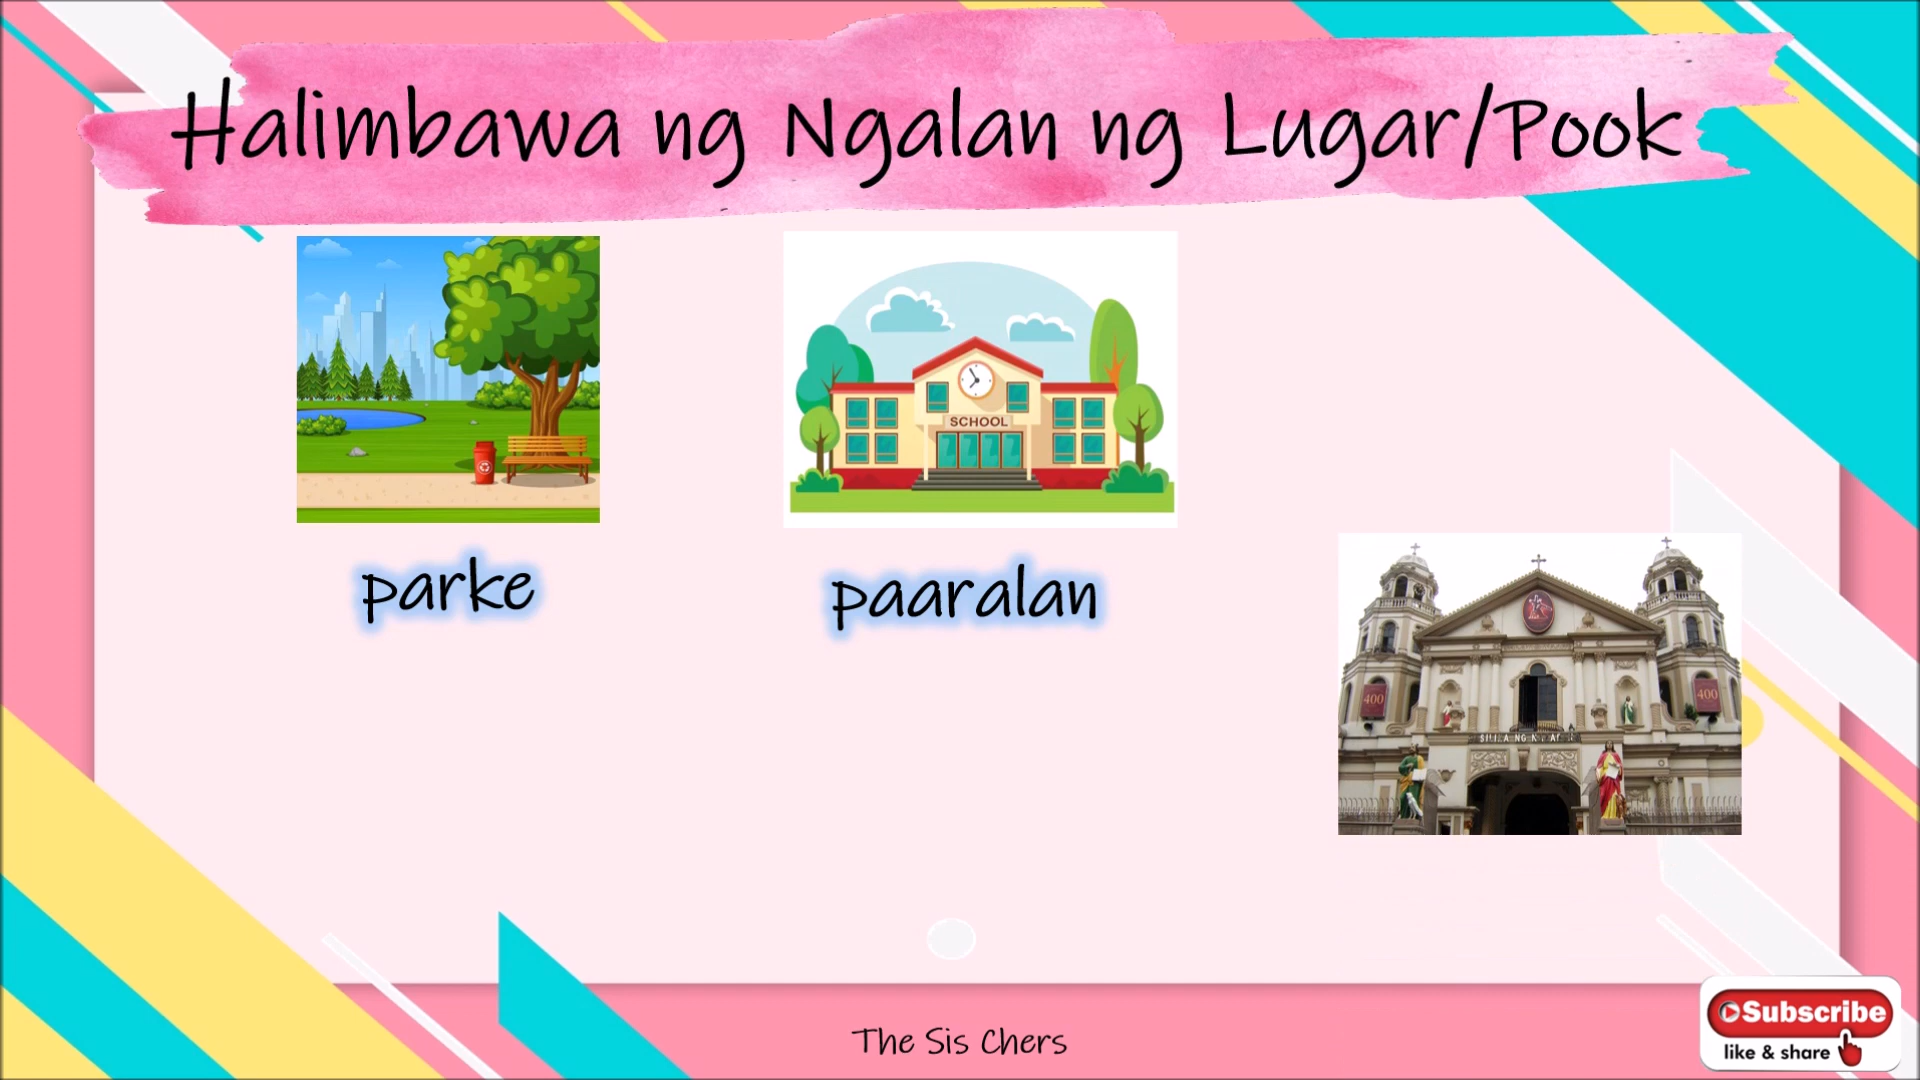 Halimbawa ng Ngalan ng Lugar/Pook
SCHOOL
parke
paaralan
400
400
The Sis Chers
Subscribe
like & share